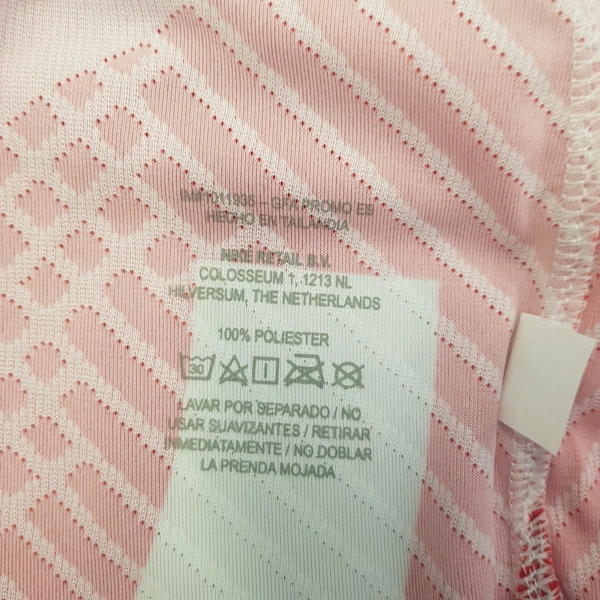 GFA PROMO ES
HECHO EN TAILANDIA
NIKE RETAIL B.V.
COLOSSEUM 1, 1213 NL
HILVERSUM, THE NETHERLANDS
100% POLIESTER
30
LAVAR POR SEPARADO / NO
USAR SUAVIZANTES / RETIRAR
INMEDIATAMENTE / NO DOBLAR
LA PRENDA MOJADA